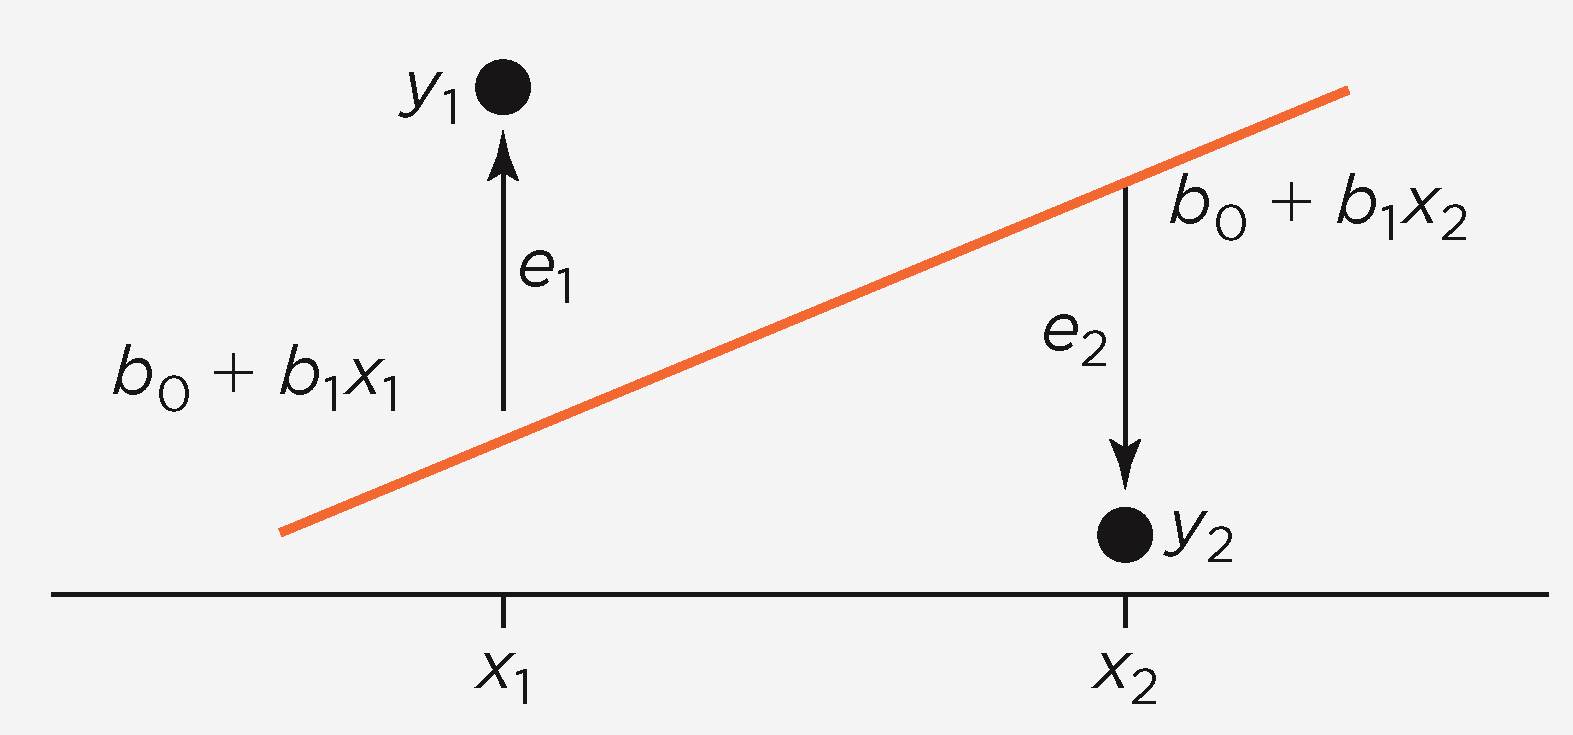 y₁
b₀ + b₁x₂
e₁
e₂
b₀ + b₁x₁
y₂
x₁
x₂